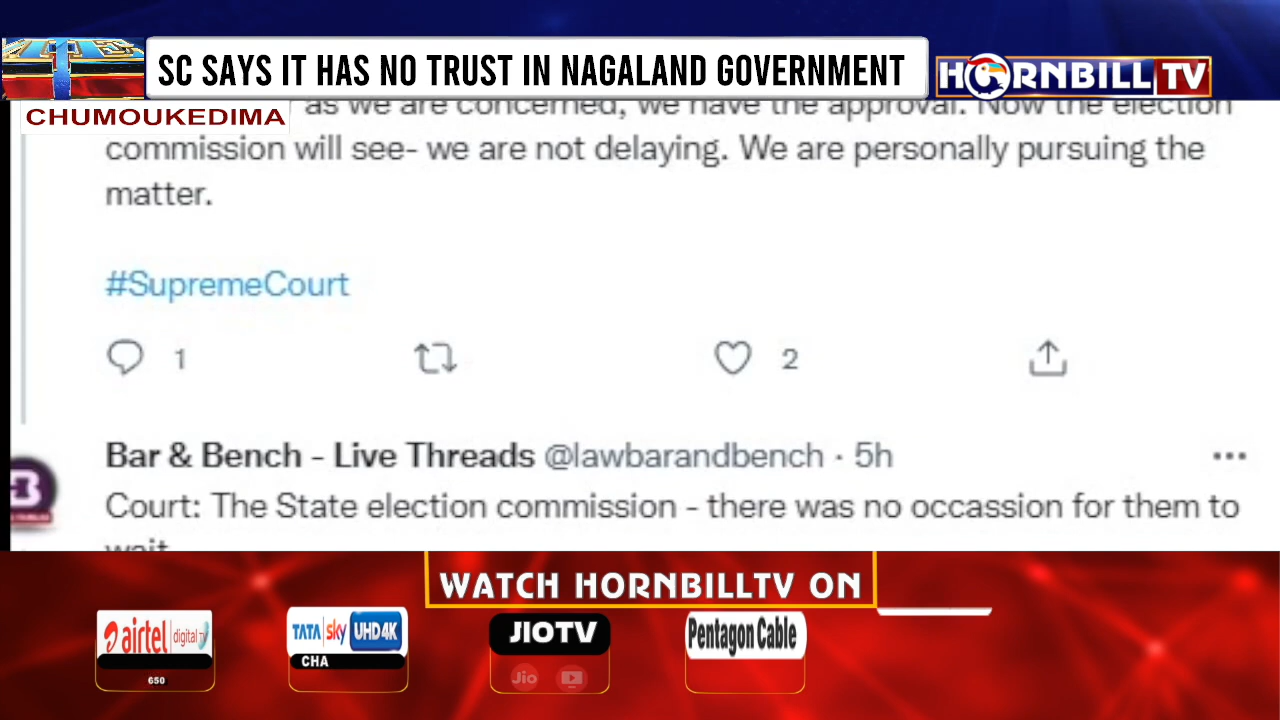 SC SAYS IT HAS NO TRUST IN NAGALAND GOVERNMENT
HORNBILL TV
CHUMOUKEDIMA
as we are concerned, we have the approval. Now the election
commission will see- we are not delaying. We are personally pursuing the
matter.
#SupremeCourt
1
2
Bar & Bench - Live Threads @lawbarandbench · 5h
Court: The State election commission - there was no occassion for them to
wait
WATCH HORNBILLTV ON
airtel digital TV
650
TATA sky UHD4K
CHA
JIOTV
Jio
Pentagon Cable